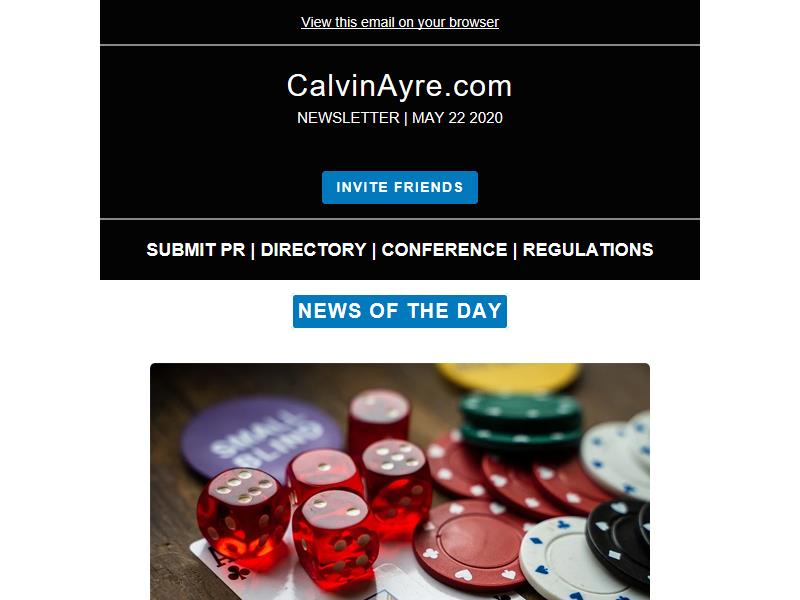 View this email on your browser
CalvinAyre.com
NEWSLETTER | MAY 22 2020
INVITE FRIENDS
SUBMIT PR | DIRECTORY | CONFERENCE | REGULATIONS
NEWS OF THE DAY
SMALL
BLIND
A